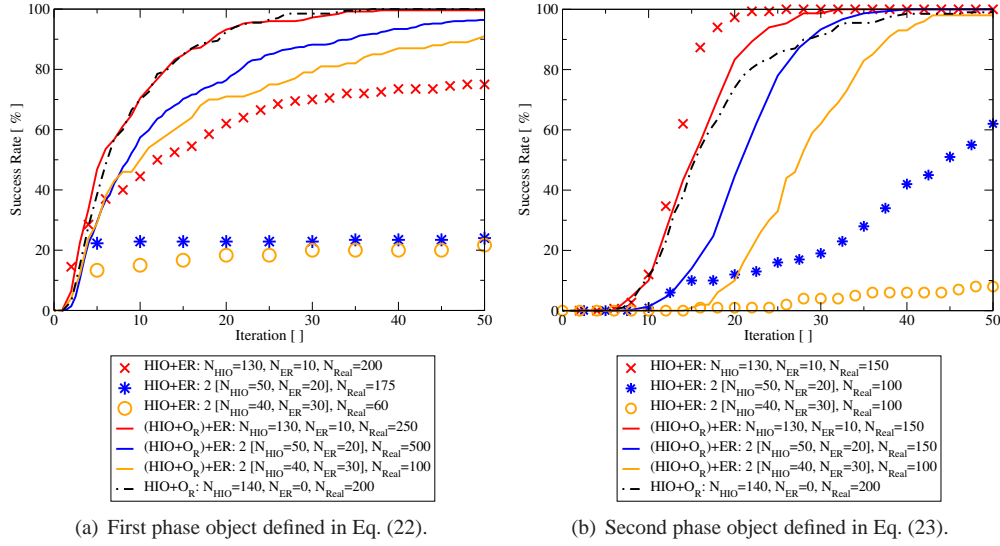 100
80
60
40
20
0
Success Rate [ % ]
0 10 20 30 40 50
Iteration [ ]
HIO+ER: N_HIO=130, N_ER=10, N_Real=200
HIO+ER: 2 [N_HIO=50, N_ER=20], N_Real=175
HIO+ER: 2 [N_HIO=40, N_ER=30], N_Real=60
(HIO+O_R)+ER: N_HIO=130, N_ER=10, N_Real=250
(HIO+O_R)+ER: 2 [N_HIO=50, N_ER=20], N_Real=500
(HIO+O_R)+ER: 2 [N_HIO=40, N_ER=30], N_Real=100
HIO+O_R: N_HIO=140, N_ER=0, N_Real=200
(a) First phase object defined in Eq. (22).
100
80
60
40
20
0
Success Rate [ % ]
0 10 20 30 40 50
Iteration [ ]
HIO+ER: N_HIO=130, N_ER=10, N_Real=150
HIO+ER: 2 [N_HIO=50, N_ER=20], N_Real=100
HIO+ER: 2 [N_HIO=40, N_ER=30], N_Real=100
(HIO+O_R)+ER: N_HIO=130, N_ER=10, N_Real=150
(HIO+O_R)+ER: 2 [N_HIO=50, N_ER=20], N_Real=150
(HIO+O_R)+ER: 2 [N_HIO=40, N_ER=30], N_Real=100
HIO+O_R: N_HIO=140, N_ER=0, N_Real=200
(b) Second phase object defined in Eq. (23).